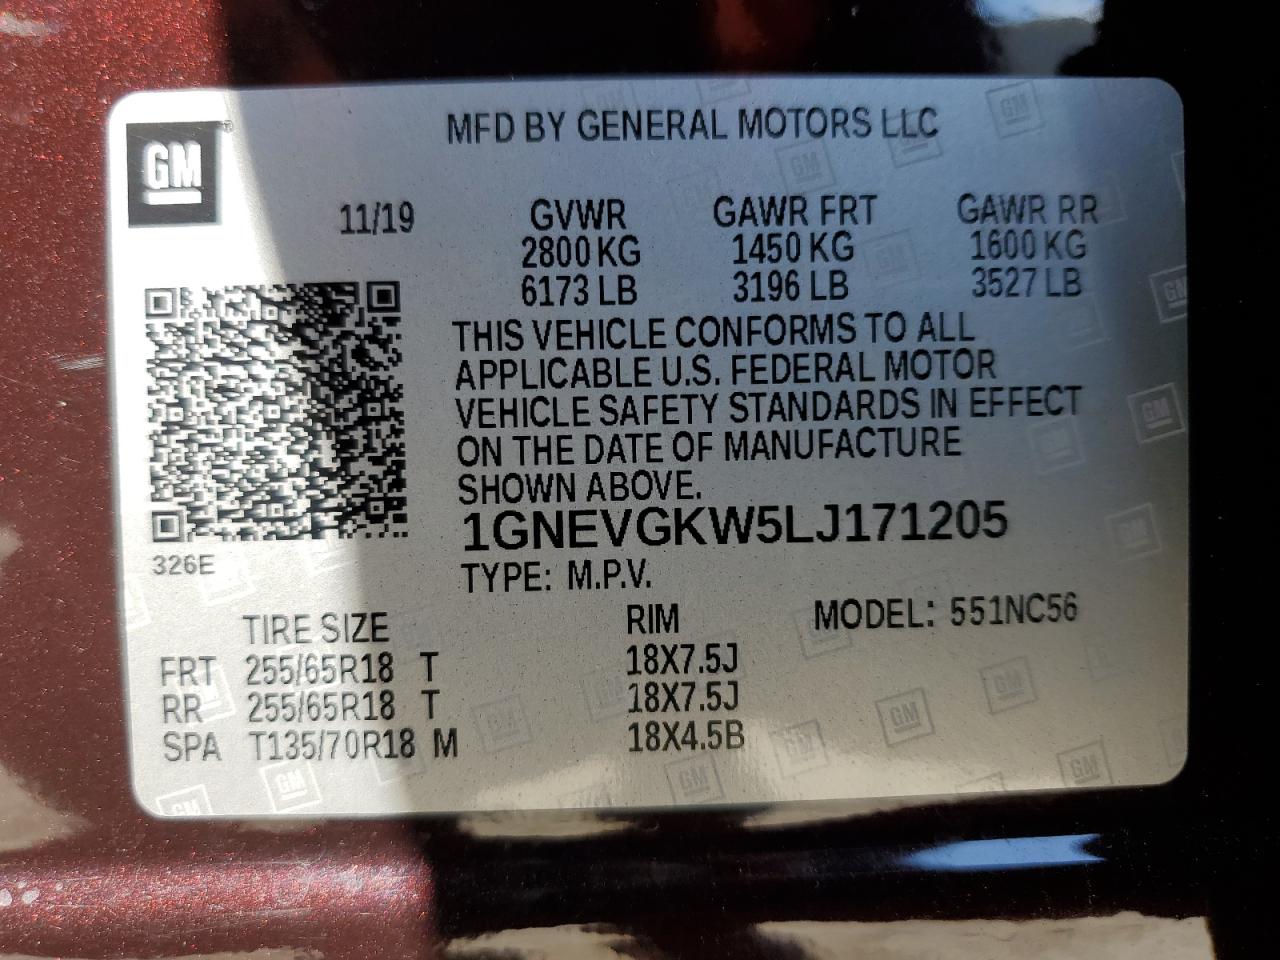 MFD BY GENERAL MOTORS LLC
GM®
11/19 GVWR GAWR FRT GAWR RR
2800 KG 1450 KG 1600 KG
6173 LB 3196 LB 3527 LB
THIS VEHICLE CONFORMS TO ALL
APPLICABLE U.S. FEDERAL MOTOR
VEHICLE SAFETY STANDARDS IN EFFECT
ON THE DATE OF MANUFACTURE
SHOWN ABOVE.
1GNEVGKW5LJ171205
326E
TYPE: M.P.V.
TIRE SIZE RIM MODEL: 551NC56
FRT 255/65R18 T 18X7.5J
RR 255/65R18 T 18X7.5J
SPA T135/70R18 M 18X4.5B